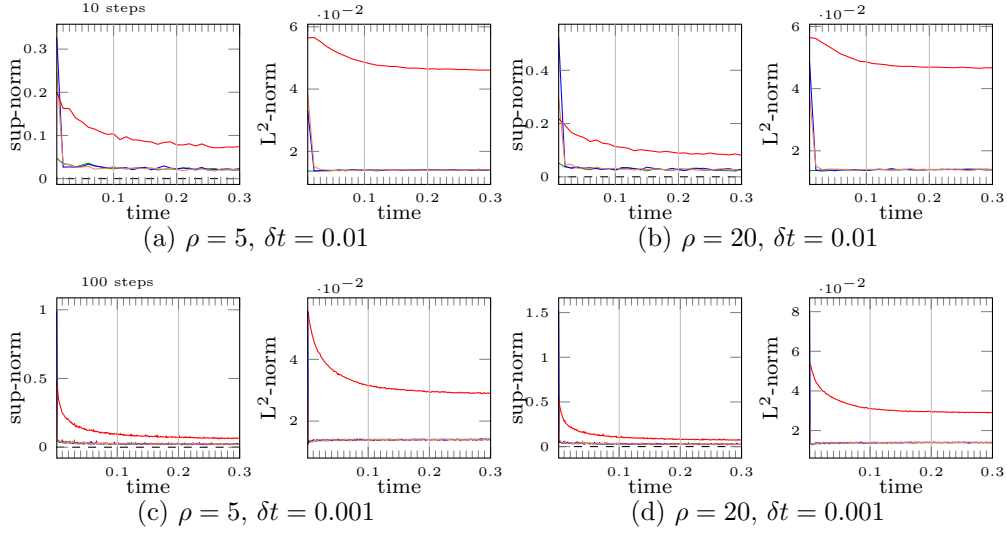 10 steps
·10⁻²
·10⁻²
sup-norm
0.3
0.2
0.1
0
0.1
0.2
0.3
time
L²-norm
6
4
2
0.1
0.2
0.3
time
sup-norm
0.4
0.2
0
0.1
0.2
0.3
time
L²-norm
6
4
2
0.1
0.2
0.3
time
(a) ρ = 5, δt = 0.01
(b) ρ = 20, δt = 0.01
100 steps
·10⁻²
·10⁻²
sup-norm
1
0.5
0
0.1
0.2
0.3
time
L²-norm
4
2
0.1
0.2
0.3
time
sup-norm
1.5
1
0.5
0
0.1
0.2
0.3
time
L²-norm
8
6
4
2
0.1
0.2
0.3
time
(c) ρ = 5, δt = 0.001
(d) ρ = 20, δt = 0.001